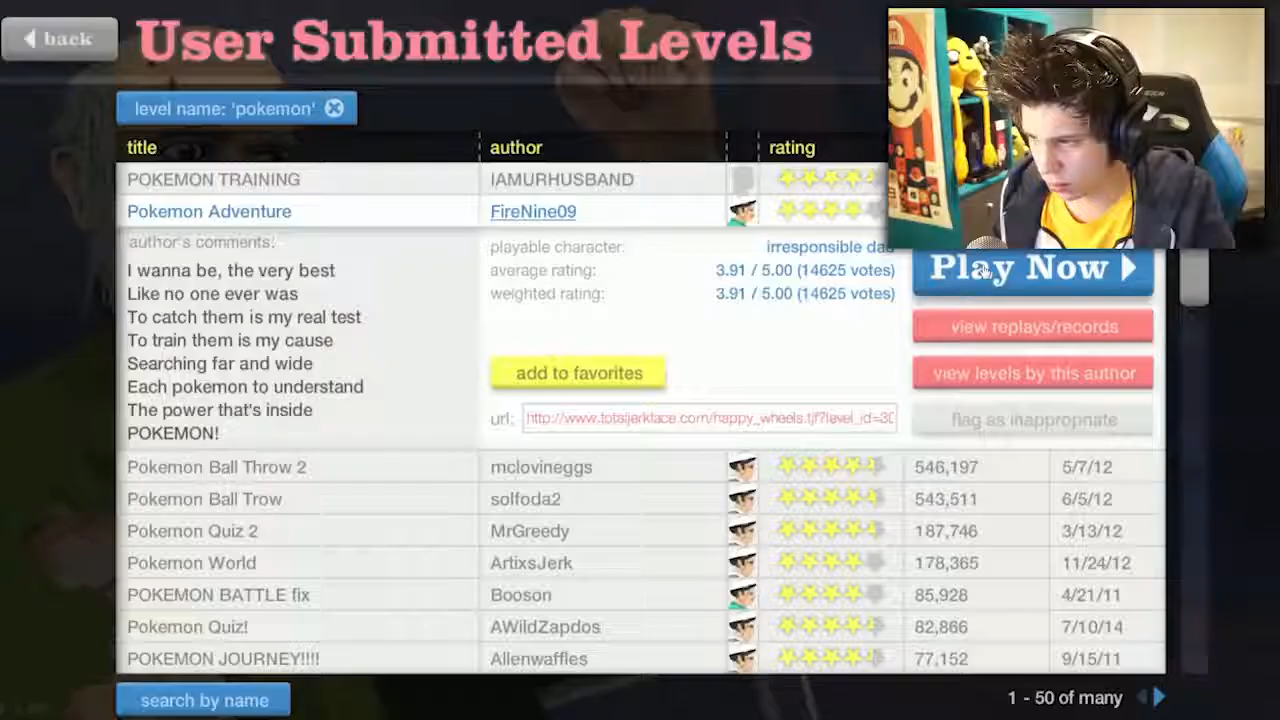 back
User Submitted Levels
level name: 'pokemon'
title author rating
POKEMON TRAINING IAMURHUSBAND
Pokemon Adventure FireNine09
author's comments:
I wanna be, the very best
Like no one ever was
To catch them is my real test
To train them is my cause
Searching far and wide
Each pokemon to understand
The power that's inside
POKEMON!
playable character: irresponsible
average rating: 3.91 / 5.00 (14625 votes)
weighted rating: 3.91 / 5.00 (14625 votes)
add to favorites
url: http://www.totaljerkface.com/happy_wheels.tjf?level_id=30
Play Now
view replays/records
view levels by this author
flag as inappropriate
Pokemon Ball Throw 2 mclovineggs 546,197 5/7/12
Pokemon Ball Trow solfoda2 543,511 6/5/12
Pokemon Quiz 2 MrGreedy 187,746 3/13/12
Pokemon World ArtixsJerk 178,365 11/24/12
POKEMON BATTLE fix Booson 85,928 4/21/11
Pokemon Quiz! AWildZapdos 82,866 7/10/14
POKEMON JOURNEY!!!! Allenwaffles 77,152 9/15/11
search by name 1 - 50 of many